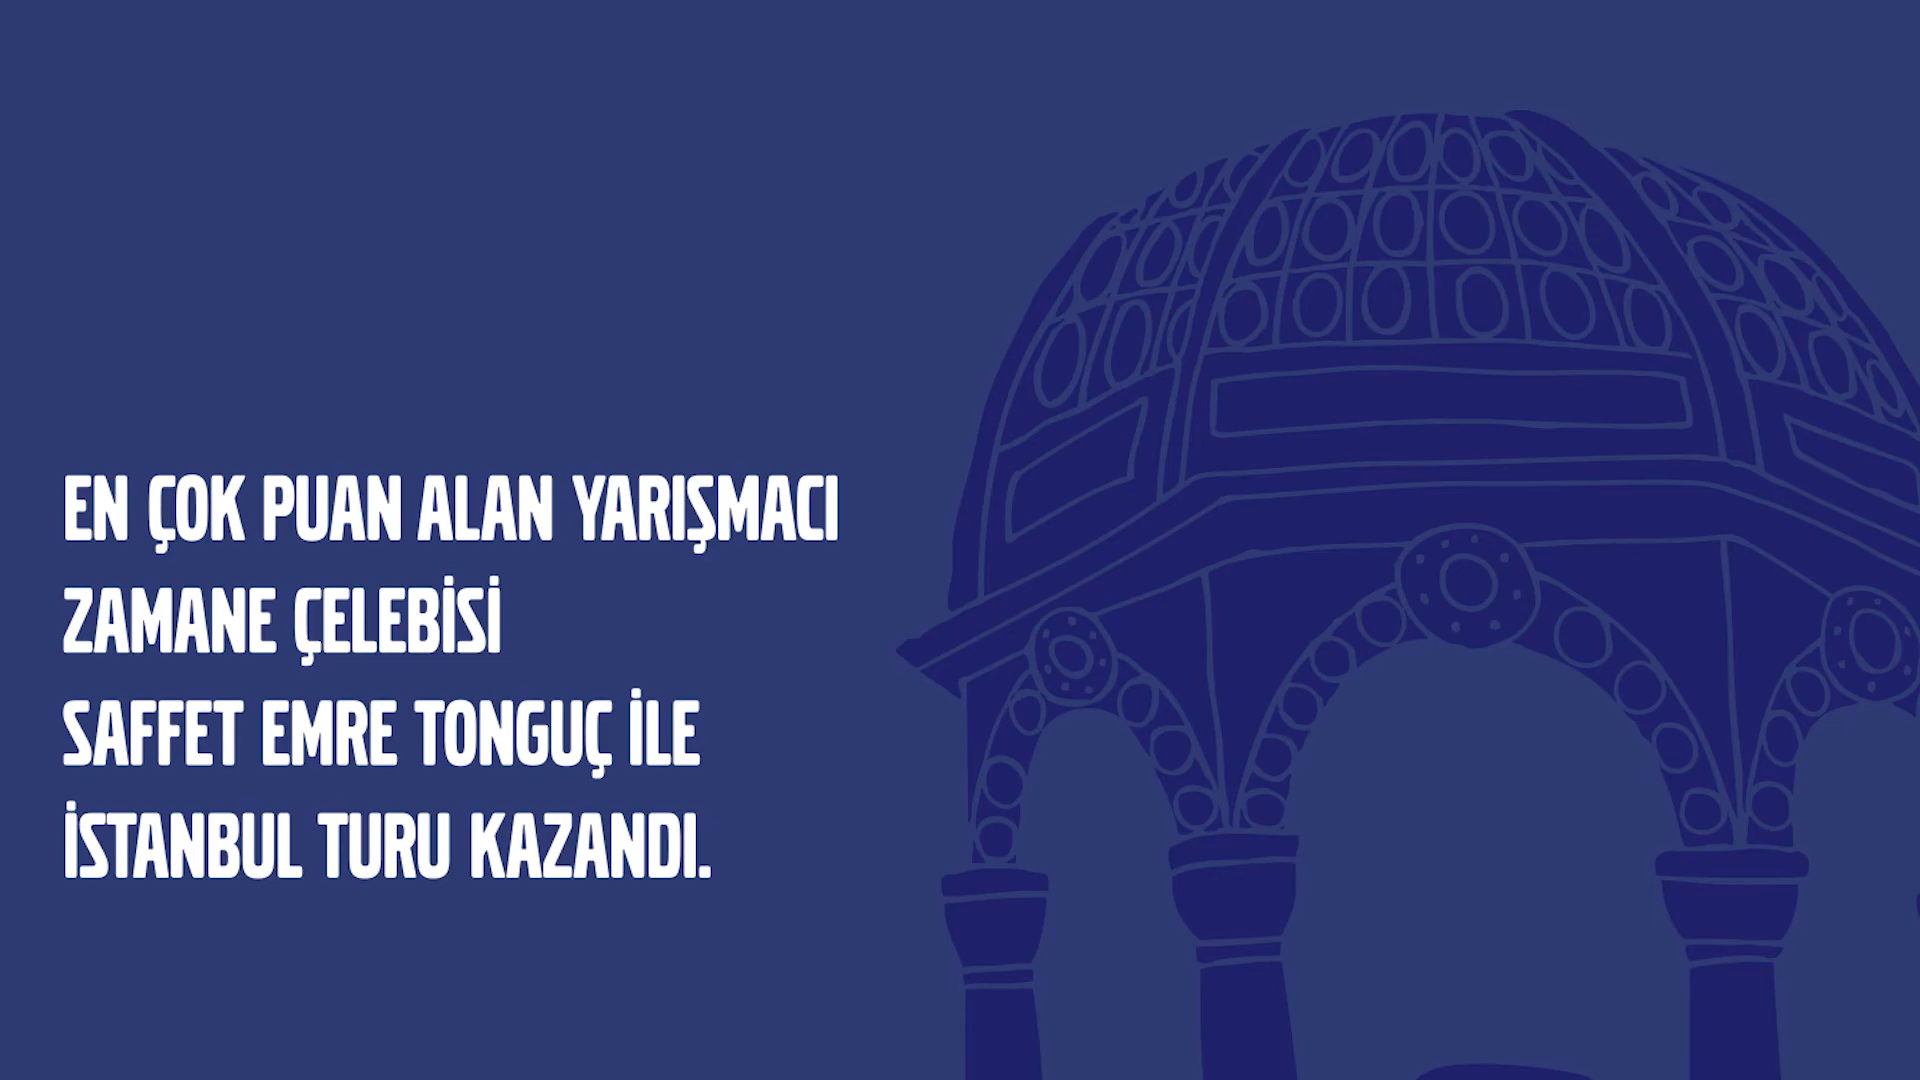 EN ÇOK PUAN ALAN YARIŞMACI
ZAMANE ÇELEBİSİ
SAFFET EMRE TONGUÇ İLE
İSTANBUL TURU KAZANDI.